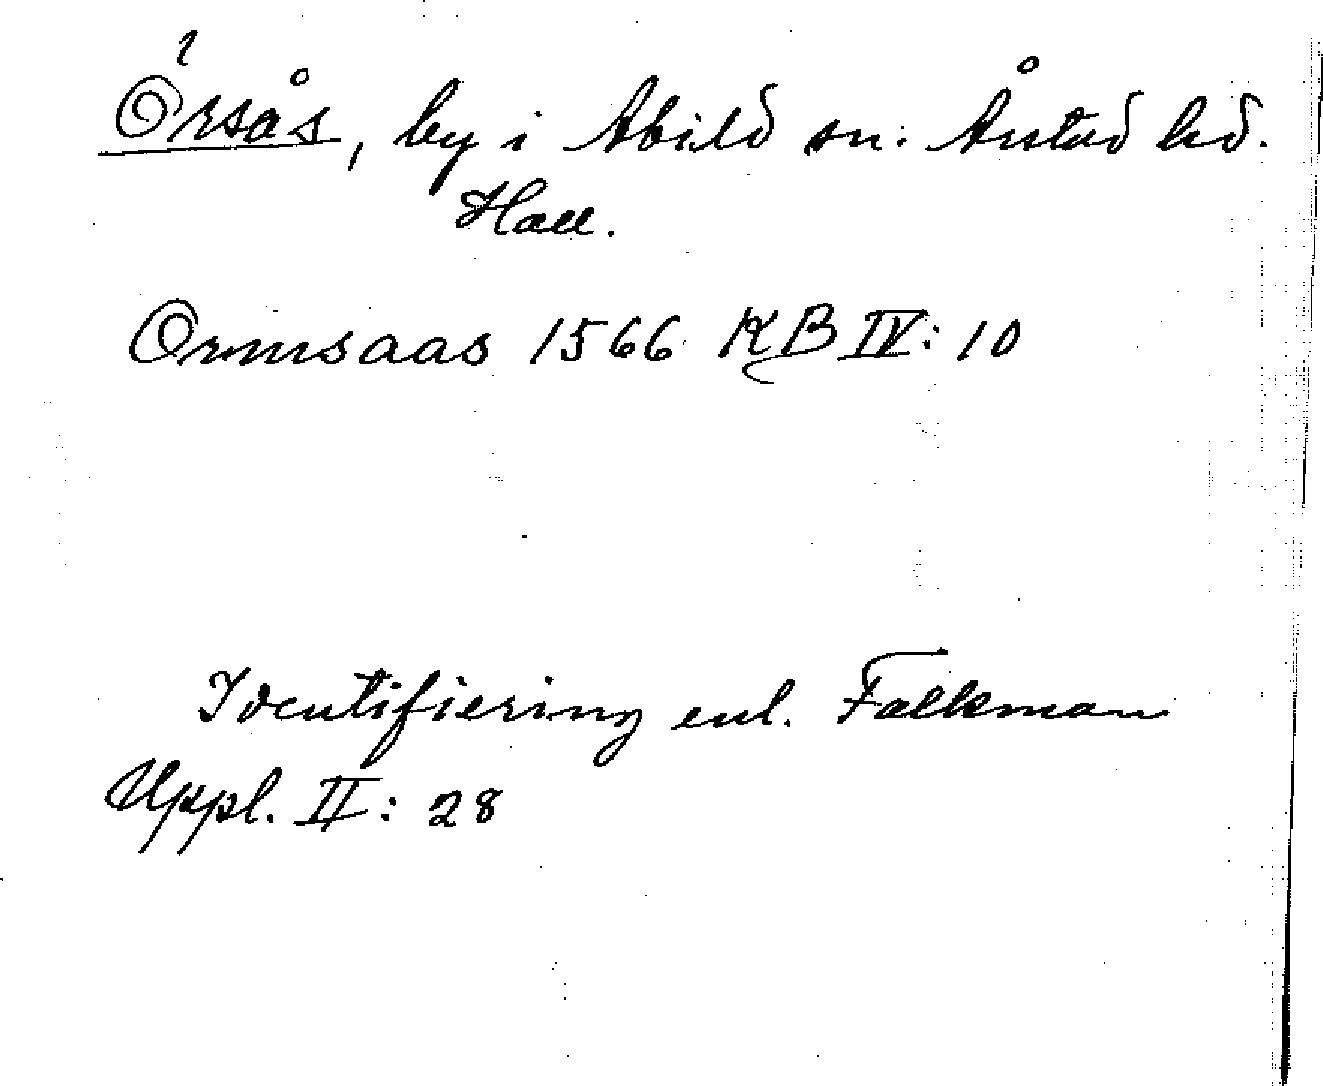 Örsås, by i Abild sn. Årstad hd.
Hall.
Ormsaas 1566 KB IV: 10
Identifiering enl. Falkman
Uppl. II: 28